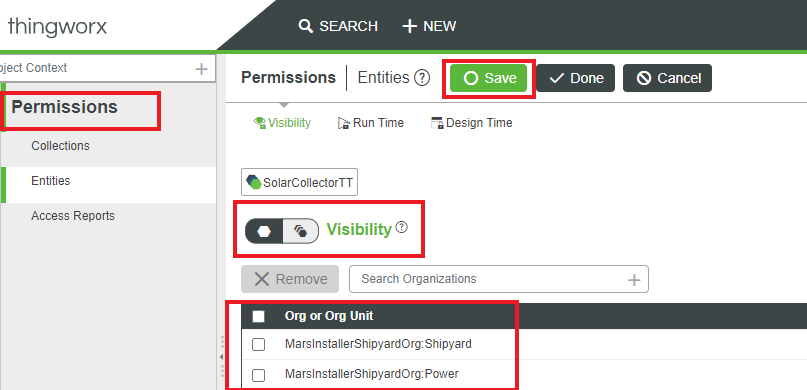 thingworx
SEARCH
NEW
oject Context
Permissions
Collections
Entities
Access Reports
Permissions Entities ? Save Done Cancel
Visibility Run Time Design Time
SolarCollectorTT
Visibility ?
Remove Search Organizations
Org or Org Unit
MarsInstallerShipyardOrg:Shipyard
MarsInstallerShipyardOrg:Power